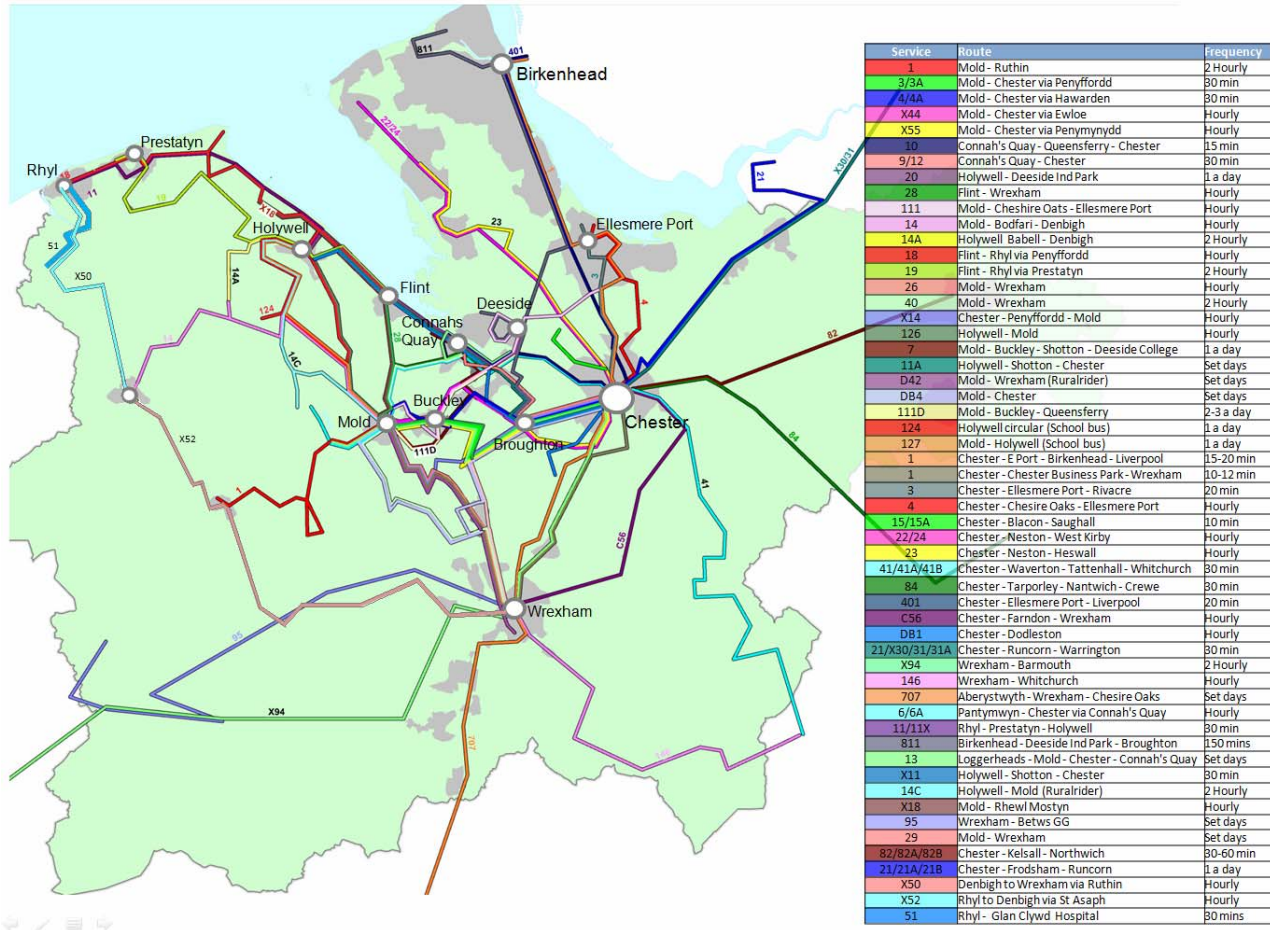 811
401
Birkenhead
Prestatyn
22/24
X30/31
21
Rhyl
18
11
19
X16
23
Ellesmere Port
Holywell
51
X50
14A
Flint
Deeside
3
4
124
Connahs
Quay
28
82
14C
Buckley
Mold
Chester
Broughton
111D
X52
84
1
41
C56
Wrexham
95
X94
707
146
Service Route Frequency
1 Mold - Ruthin 2 Hourly
3/3A Mold - Chester via Penyffordd 30 min
4/4A Mold - Chester via Hawarden 30 min
X44 Mold - Chester via Ewloe Hourly
X55 Mold - Chester via Penymynydd Hourly
10 Connah's Quay - Queensferry - Chester 15 min
9/12 Connah's Quay - Chester 30 min
20 Holywell - Deeside Ind Park 1 a day
28 Flint - Wrexham Hourly
111 Mold - Cheshire Oats - Ellesmere Port Hourly
14 Mold - Bodfari - Denbigh Hourly
14A Holywell Babell - Denbigh 2 Hourly
18 Flint - Rhyl via Penyffordd Hourly
19 Flint - Rhyl via Prestatyn 2 Hourly
26 Mold - Wrexham Hourly
40 Mold - Wrexham 2 Hourly
X14 Chester - Penyffordd - Mold Hourly
126 Holywell - Mold Hourly
7 Mold - Buckley - Shotton - Deeside College 1 a day
11A Holywell - Shotton - Chester Set days
D42 Mold - Wrexham (Ruralrider) Set days
DB4 Mold - Chester Set days
111D Mold - Buckley - Queensferry 2-3 a day
124 Holywell circular (School bus) 1 a day
127 Mold - Holywell (School bus) 1 a day
1 Chester - E Port - Birkenhead - Liverpool 15-20 min
1 Chester - Chester Business Park - Wrexham 10-12 min
3 Chester - Ellesmere Port - Rivacre 20 min
4 Chester - Chesire Oaks - Ellesmere Port Hourly
15/15A Chester - Blacon - Saughall 10 min
22/24 Chester - Neston - West Kirby Hourly
23 Chester - Neston - Heswall Hourly
41/41A/41B Chester - Waverton - Tattenhall - Whitchurch 30 min
84 Chester - Tarporley - Nantwich - Crewe 30 min
401 Chester - Ellesmere Port - Liverpool 20 min
C56 Chester - Farndon - Wrexham Hourly
DB1 Chester - Dodleston Hourly
21/X30/31/31A Chester - Runcorn - Warrington 30 min
X94 Wrexham - Barmouth 2 Hourly
146 Wrexham - Whitchurch Hourly
707 Aberystwyth - Wrexham - Chesire Oaks Set days
6/6A Pantymwyn - Chester via Connah's Quay Hourly
11/11X Rhyl - Prestatyn - Holywell 30 min
811 Birkenhead - Deeside Ind Park - Broughton 150 mins
13 Loggerheads - Mold - Chester - Connah's Quay Set days
X11 Holywell - Shotton - Chester 30 min
14C Holywell - Mold (Ruralrider) 2 Hourly
X18 Mold - Rhewl Mostyn Hourly
95 Wrexham - Betws GG Set days
29 Mold - Wrexham Set days
82/82A/82B Chester - Kelsall - Northwich 30-60 min
21/21A/21B Chester - Frodsham - Runcorn 1 a day
X50 Denbigh to Wrexham via Ruthin Hourly
X52 Rhyl to Denbigh via St Asaph Hourly
51 Rhyl - Glan Clywd Hospital 30 mins